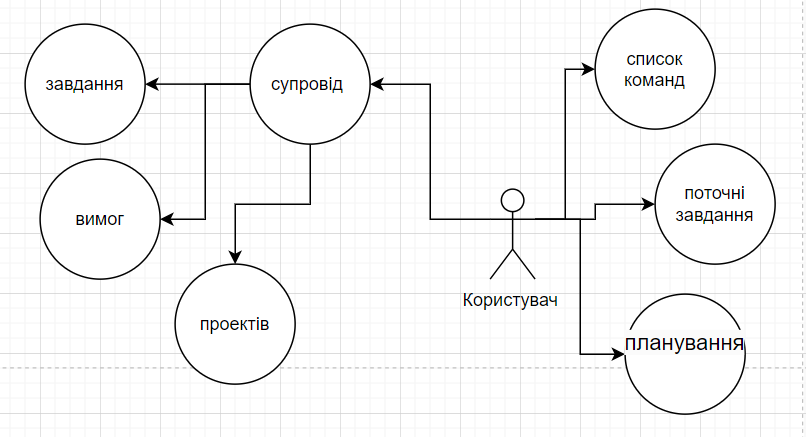 завдання
супровід
список
команд
вимог
поточні
завдання
Користувач
проектів
планування